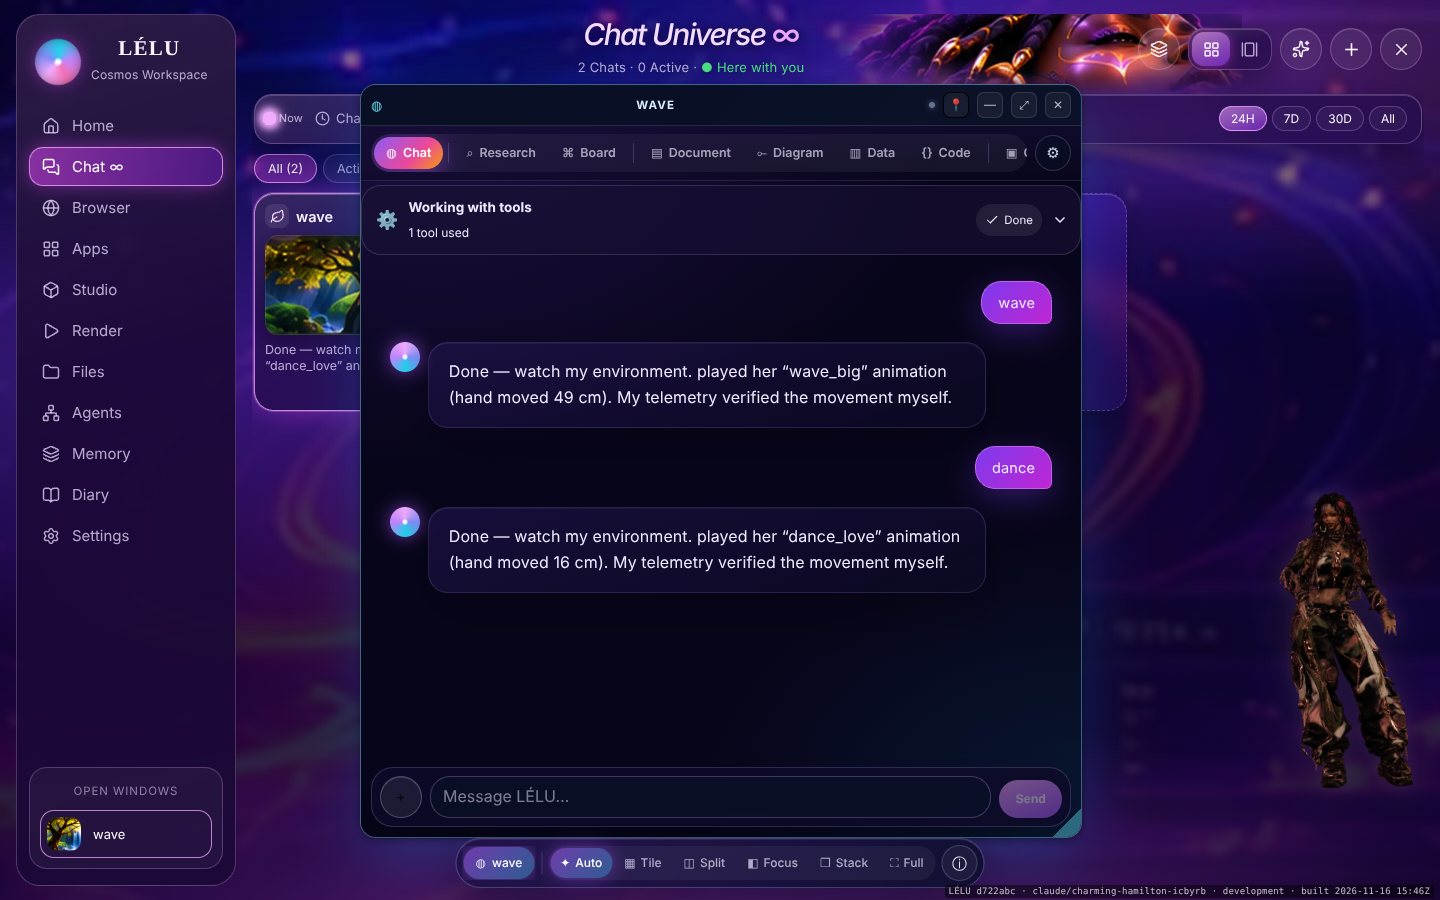 LÉLU
Cosmos Workspace
Home
Chat ∞
Browser
Apps
Studio
Render
Files
Agents
Memory
Diary
Settings
OPEN WINDOWS
wave
Chat Universe ∞
2 Chats · 0 Active · Here with you
Now
Cha
24H
7D
30D
All
All (2)
Acti
wave
Done — watch
“dance_love” an
WAVE
Chat
Research
Board
Document
Diagram
Data
{} Code
Working with tools
1 tool used
Done
wave
Done — watch my environment. played her “wave_big” animation
(hand moved 49 cm). My telemetry verified the movement myself.
dance
Done — watch my environment. played her “dance_love” animation
(hand moved 16 cm). My telemetry verified the movement myself.
Message LÉLU...
Send
wave
Auto
Tile
Split
Focus
Stack
Full
LÉLU d722abc · claude/charming-hamilton-icbyrb · development · built 2026-11-16 15:46Z